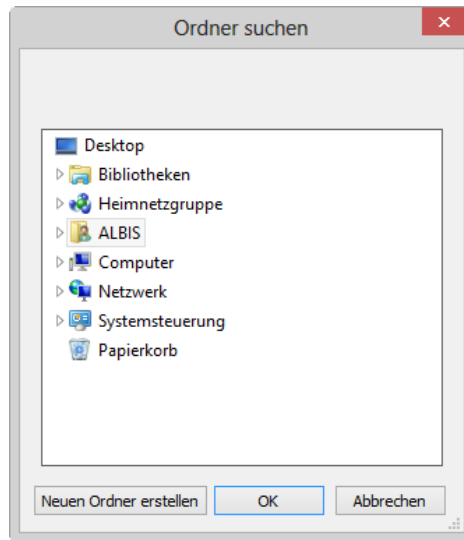 Ordner suchen
Desktop
Bibliotheken
Heimnetzgruppe
ALBIS
Computer
Netzwerk
Systemsteuerung
Papierkorb
Neuen Ordner erstellen OK Abbrechen